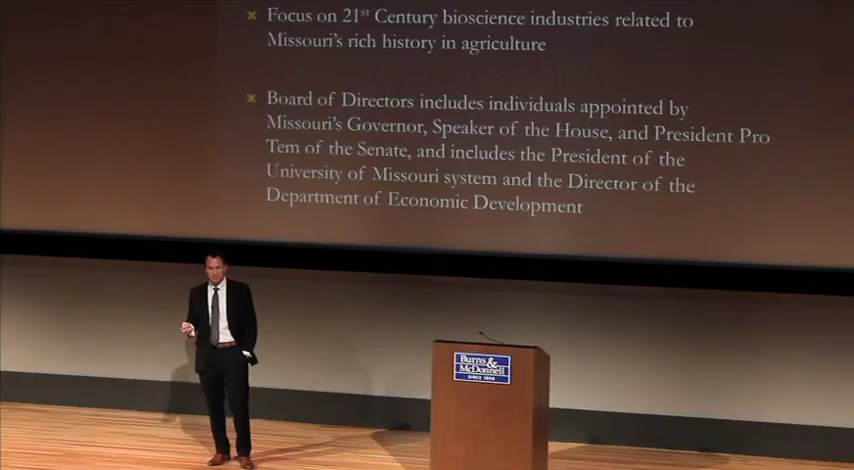 Focus on 21st Century bioscience industries related to
Missouri's rich history in agriculture
Board of Directors includes individuals appointed by
Missouri's Governor, Speaker of the House, and President Pro
Tem of the Senate, and includes the President of the
University of Missouri system and the Director of the
Department of Economic Development
Burns &
McDonnell
SINCE 1898